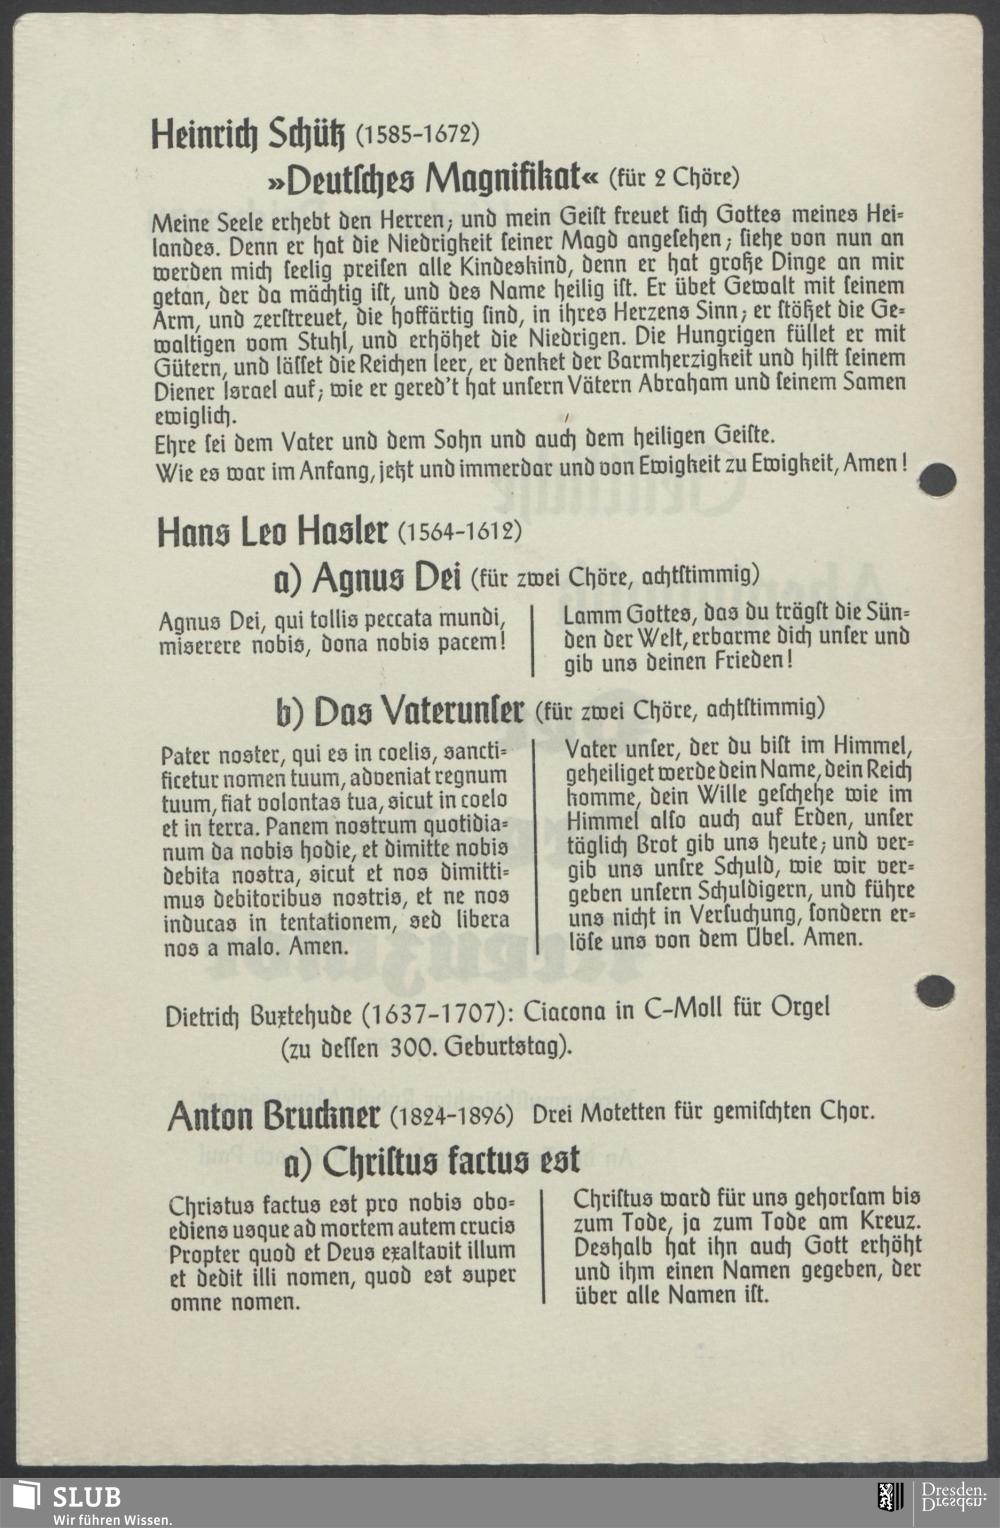 Heinrich Schütz (1585-1672)
»Deutſches Magnifikat« (für 2 Chöre)
Meine Seele erhebt den Herren; und mein Geiſt freuet ſich Gottes meines Hei=
landes. Denn er hat die Niedrigkeit ſeiner Magd angeſehen; ſiehe von nun an
werden mich ſeelig preiſen alle Kindeskind, denn er hat große Dinge an mir
getan, der da mächtig iſt, und des Name heilig iſt. Er übet Gewalt mit ſeinem
Arm, und zerſtreuet, die hoffärtig ſind, in ihres Herzens Sinn; er ſtößet die Ge=
waltigen vom Stuhl, und erhöhet die Niedrigen. Die Hungrigen füllet er mit
Gütern, und läſſet die Reichen leer, er denket der Barmherzigkeit und hilft ſeinem
Diener Israel auf; wie er gered't hat unſern Vätern Abraham und ſeinem Samen
ewiglich.
Ehre ſei dem Vater und dem Sohn und auch dem heiligen Geiſte.
Wie es war im Anfang, jetzt und immerdar und von Ewigkeit zu Ewigkeit, Amen!
Hans Leo Hasler (1564-1612)
a) Agnus Dei (für zwei Chöre, achtſtimmig)
Agnus Dei, qui tollis peccata mundi,
miserere nobis, dona nobis pacem!
Lamm Gottes, das du trägſt die Sün=
den der Welt, erbarme dich unſer und
gib uns deinen Frieden!
b) Das Vaterunſer (für zwei Chöre, achtſtimmig)
Pater noster, qui es in coelis, sancti=
ficetur nomen tuum, adveniat regnum
tuum, fiat volontas tua, sicut in coelo
et in terra. Panem nostrum quotidia=
num da nobis hodie, et dimitte nobis
debita nostra, sicut et nos dimitti=
mus debitoribus nostris, et ne nos
inducas in tentationem, sed libera
nos a malo. Amen.
Vater unſer, der du biſt im Himmel,
geheiliget werde dein Name, dein Reich
komme, dein Wille geſchehe wie im
Himmel alſo auch auf Erden, unſer
täglich Brot gib uns heute; und ver=
gib uns unſre Schuld, wie wir ver=
geben unſern Schuldigern, und führe
uns nicht in Verſuchung, ſondern er=
löſe uns von dem Übel. Amen.
Dietrich Buxtehude (1637-1707): Ciacona in C-Moll für Orgel
(zu deſſen 300. Geburtstag).
Anton Bruckner (1824-1896) Drei Motetten für gemiſchten Chor.
a) Chriſtus factus est
Christus factus est pro nobis obo=
ediens usque ad mortem autem crucis
Propter quod et Deus exaltavit illum
et dedit illi nomen, quod est super
omne nomen.
Chriſtus ward für uns gehorſam bis
zum Tode, ja zum Tode am Kreuz.
Deshalb hat ihn auch Gott erhöht
und ihm einen Namen gegeben, der
über alle Namen iſt.
SLUB
Wir führen Wissen.
Dresden.
Dresden.